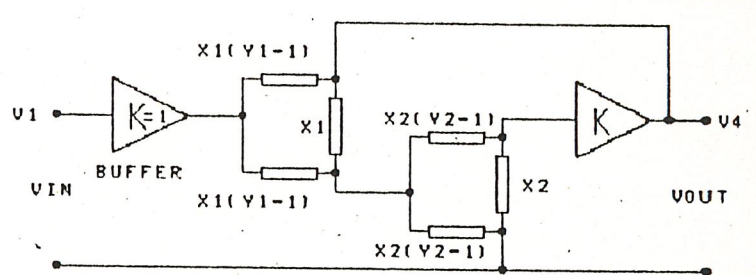 X1(Y1-1)
V1
K=1
X1
X2(Y2-1)
K
V4
BUFFER
VIN
X1(Y1-1)
X2
VOUT
X2(Y2-1)